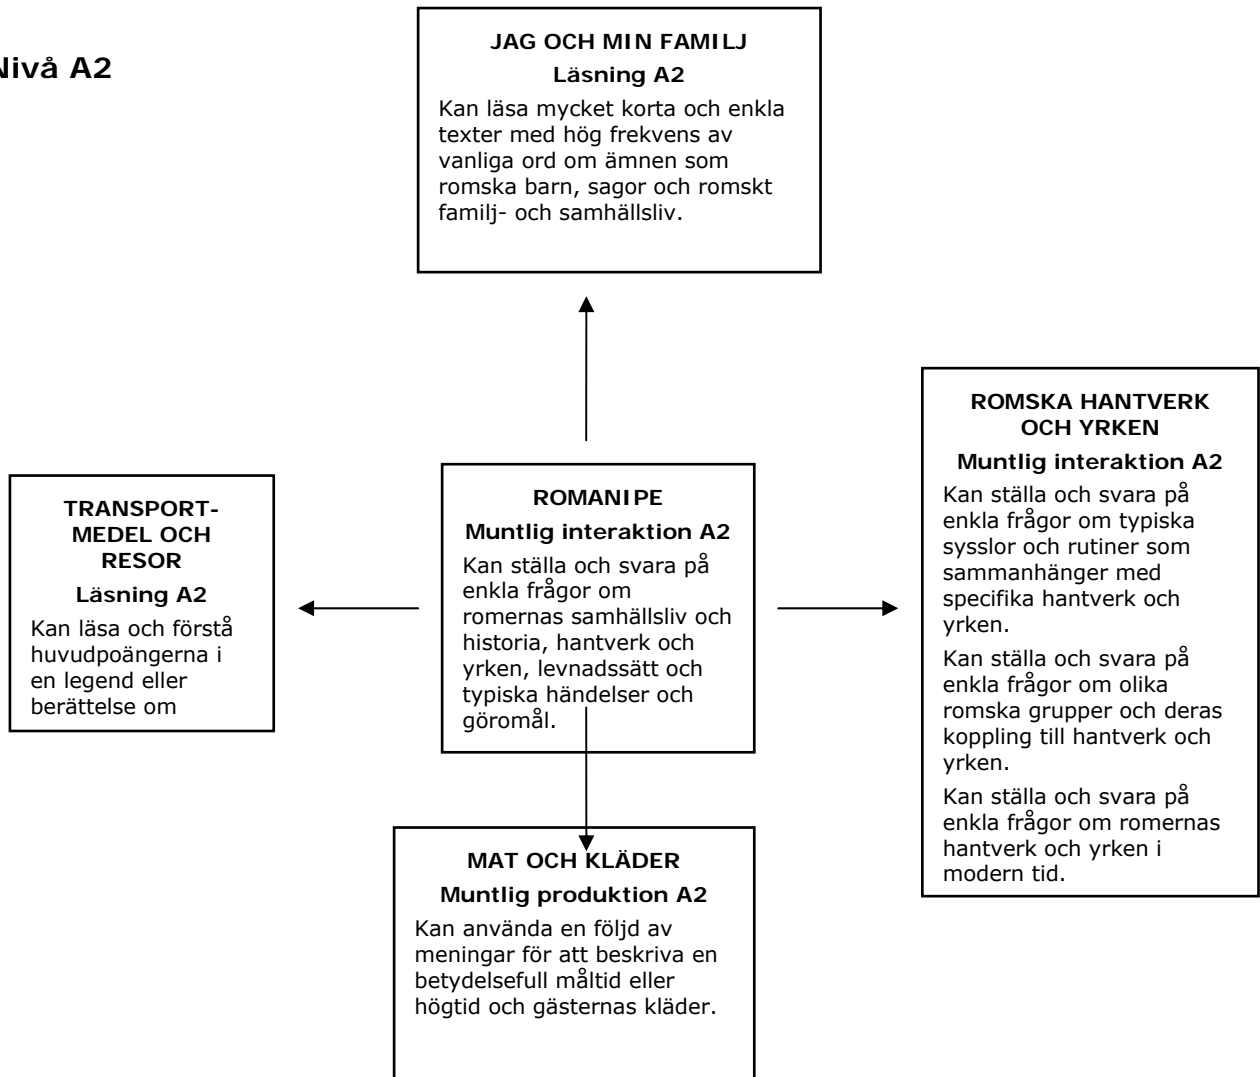 Nivå A2
JAG OCH MIN FAMILJ
Läsning A2
Kan läsa mycket korta och enkla
texter med hög frekvens av
vanliga ord om ämnen som
romska barn, sagor och romskt
familj- och samhällsliv.
TRANSPORT-
MEDEL OCH
RESOR
Läsning A2
Kan läsa och förstå
huvudpoängerna i
en legend eller
berättelse om
ROMANIPE
Muntlig interaktion A2
Kan ställa och svara på
enkla frågor om
romernas samhällsliv och
historia, hantverk och
yrken, levnadssätt och
typiska händelser och
göromål.
ROMSKA HANTVERK
OCH YRKEN
Muntlig interaktion A2
Kan ställa och svara på
enkla frågor om typiska
sysslor och rutiner som
sammanhänger med
specifika hantverk och
yrken.
Kan ställa och svara på
enkla frågor om olika
romska grupper och deras
koppling till hantverk och
yrken.
Kan ställa och svara på
enkla frågor om romernas
hantverk och yrken i
modern tid.
MAT OCH KLÄDER
Muntlig produktion A2
Kan använda en följd av
meningar för att beskriva en
betydelsefull måltid eller
högtid och gästernas kläder.